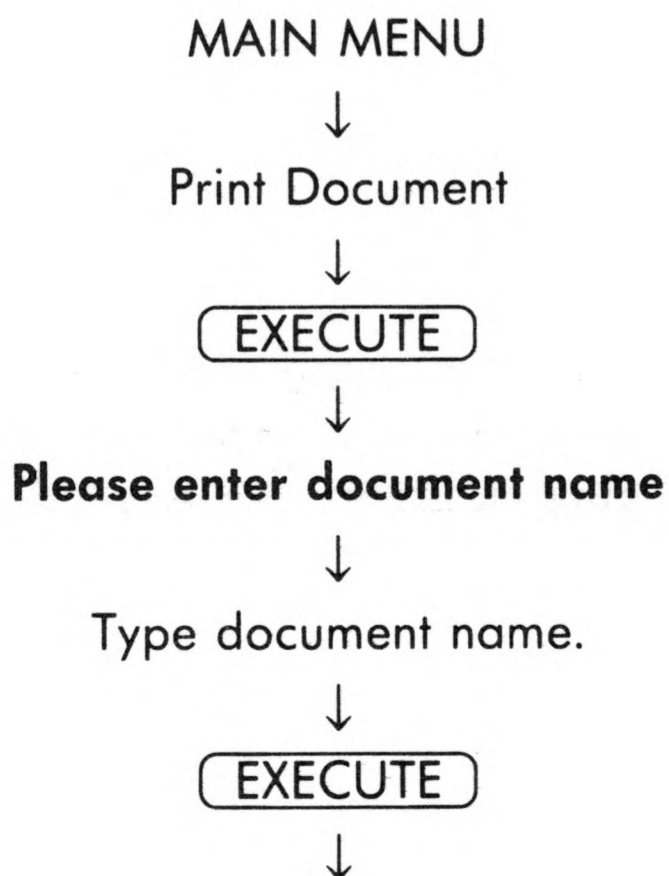 MAIN MENU
Print Document
EXECUTE
Please enter document name
Type document name.
EXECUTE